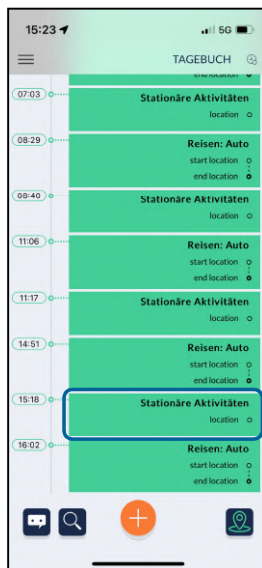 15:23 5G
TAGEBUCH
end location
07:03 Stationäre Aktivitäten
location
08:29 Reisen: Auto
start location
end location
08:40 Stationäre Aktivitäten
location
11:06 Reisen: Auto
start location
end location
11:17 Stationäre Aktivitäten
location
14:51 Reisen: Auto
start location
end location
15:18 Stationäre Aktivitäten
location
16:02 Reisen: Auto
start location
end location